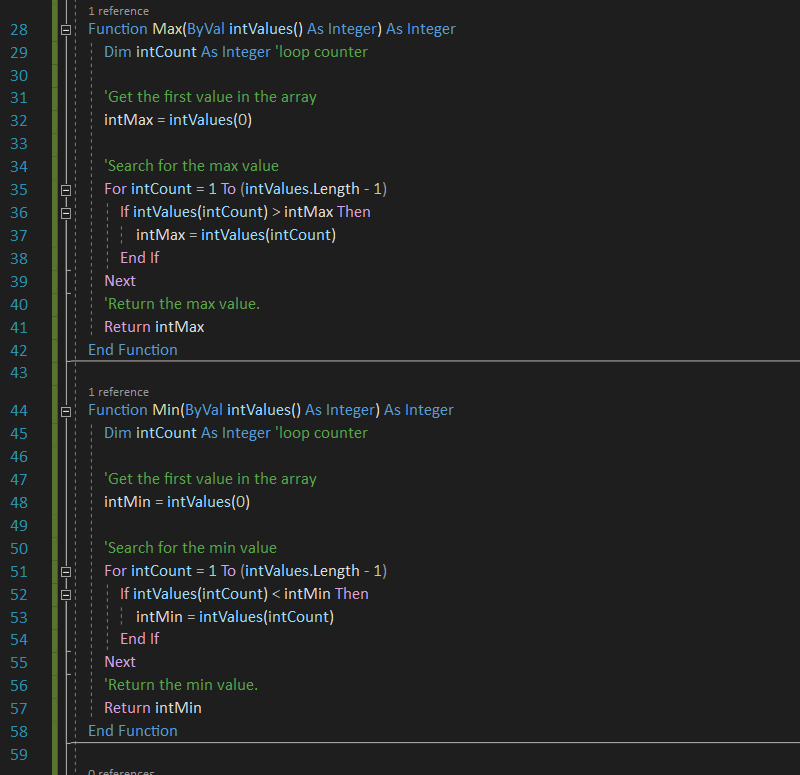 1 reference
28 Function Max(ByVal intValues() As Integer) As Integer
29 Dim intCount As Integer 'loop counter
30
31 'Get the first value in the array
32 intMax = intValues(0)
33
34 'Search for the max value
35 For intCount = 1 To (intValues.Length - 1)
36 If intValues(intCount) > intMax Then
37 intMax = intValues(intCount)
38 End If
39 Next
40 'Return the max value.
41 Return intMax
42 End Function
43
1 reference
44 Function Min(ByVal intValues() As Integer) As Integer
45 Dim intCount As Integer 'loop counter
46
47 'Get the first value in the array
48 intMin = intValues(0)
49
50 'Search for the min value
51 For intCount = 1 To (intValues.Length - 1)
52 If intValues(intCount) < intMin Then
53 intMin = intValues(intCount)
54 End If
55 Next
56 'Return the min value.
57 Return intMin
58 End Function
59
0 references